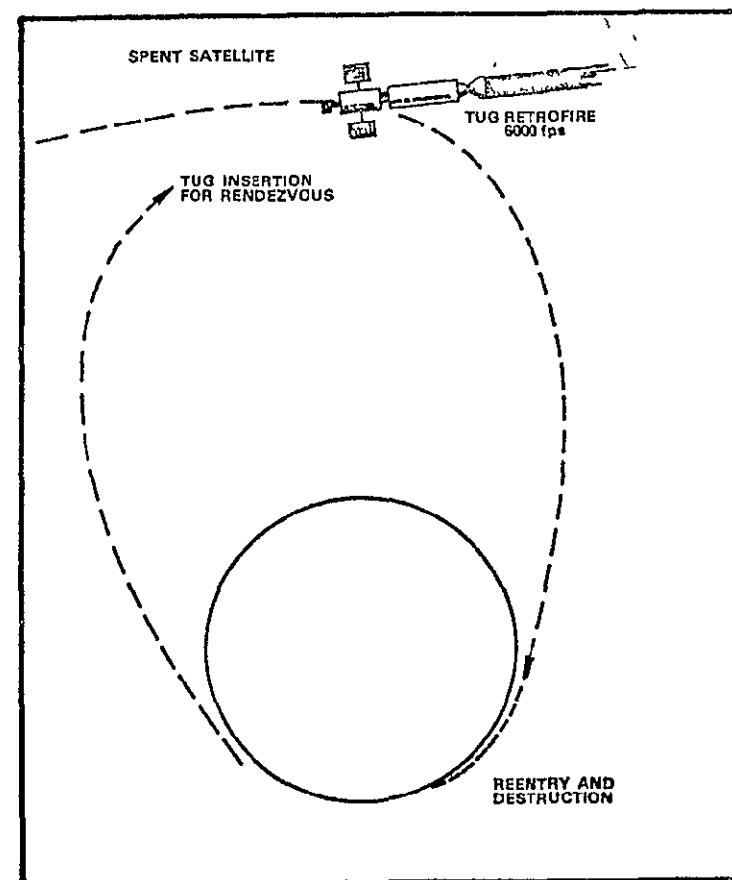 SPENT SATELLITE
TUG RETROFIRE
6000 fps
TUG INSERTION
FOR RENDEZVOUS
REENTRY AND
DESTRUCTION